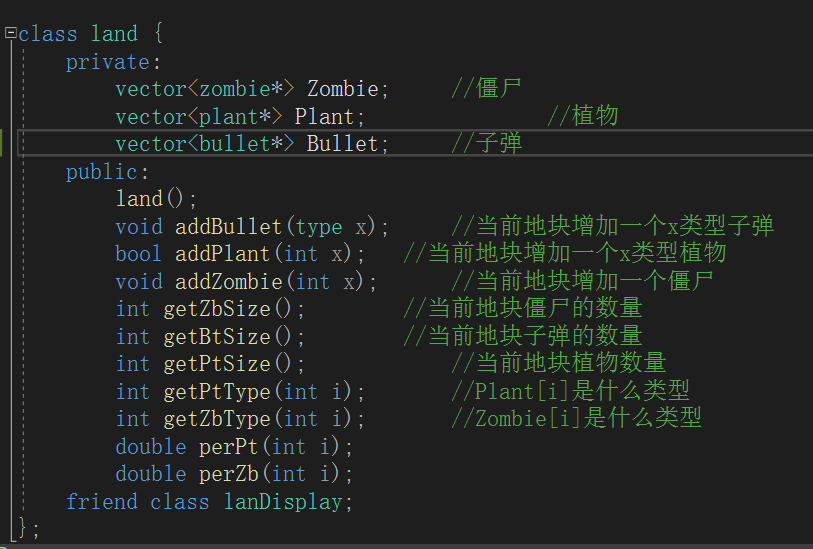 class land {
private:
vector<zombie*> Zombie; //僵尸
vector<plant*> Plant; //植物
vector<bullet*> Bullet; //子弹
public:
land();
void addBullet(type x); //当前地块增加一个x类型子弹
bool addPlant(int x); //当前地块增加一个x类型植物
void addZombie(int x); //当前地块增加一个僵尸
int getZbSize(); //当前地块僵尸的数量
int getBtSize(); //当前地块子弹的数量
int getPtSize(); //当前地块植物数量
int getPtType(int i); //Plant[i]是什么类型
int getZbType(int i); //Zombie[i]是什么类型
double perPt(int i);
double perZb(int i);
friend class lanDisplay;
};